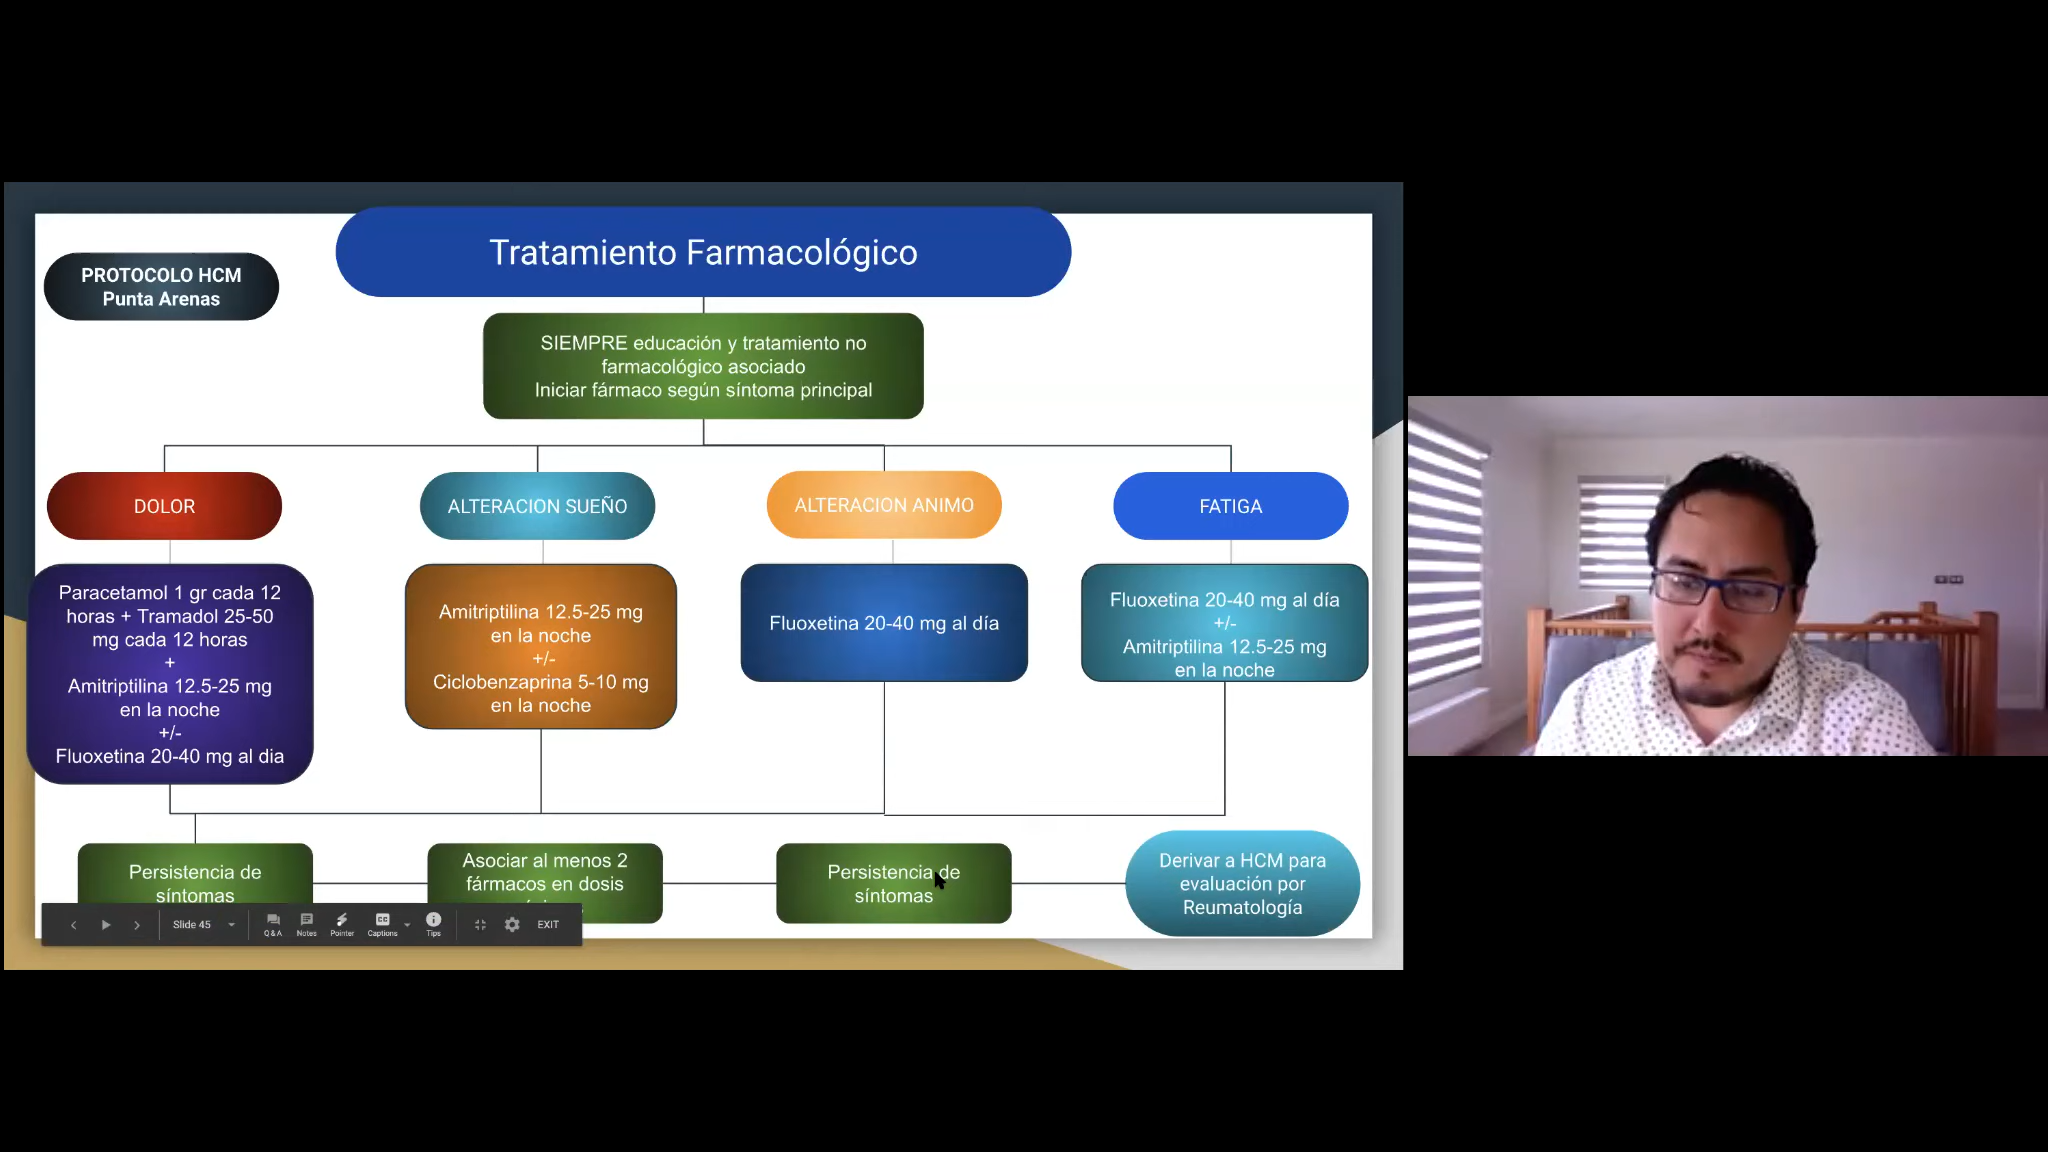 Tratamiento Farmacológico
PROTOCOLO HCM
Punta Arenas
SIEMPRE educación y tratamiento no
farmacológico asociado
Iniciar fármaco según síntoma principal
DOLOR
ALTERACION SUEÑO
ALTERACION ANIMO
FATIGA
Paracetamol 1 gr cada 12
horas + Tramadol 25-50
mg cada 12 horas
+
Amitriptilina 12.5-25 mg
en la noche
+/-
Fluoxetina 20-40 mg al dia
Amitriptilina 12.5-25 mg
en la noche
+/-
Ciclobenzaprina 5-10 mg
en la noche
Fluoxetina 20-40 mg al día
Fluoxetina 20-40 mg al día
+/-
Amitriptilina 12.5-25 mg
en la noche
Persistencia de
síntomas
Asociar al menos 2
fármacos en dosis
Persistencia de
síntomas
Derivar a HCM para
evaluación por
Reumatología
Slide 45
Q&A
Notes
Pointer
CC
Captions
Tips
EXIT